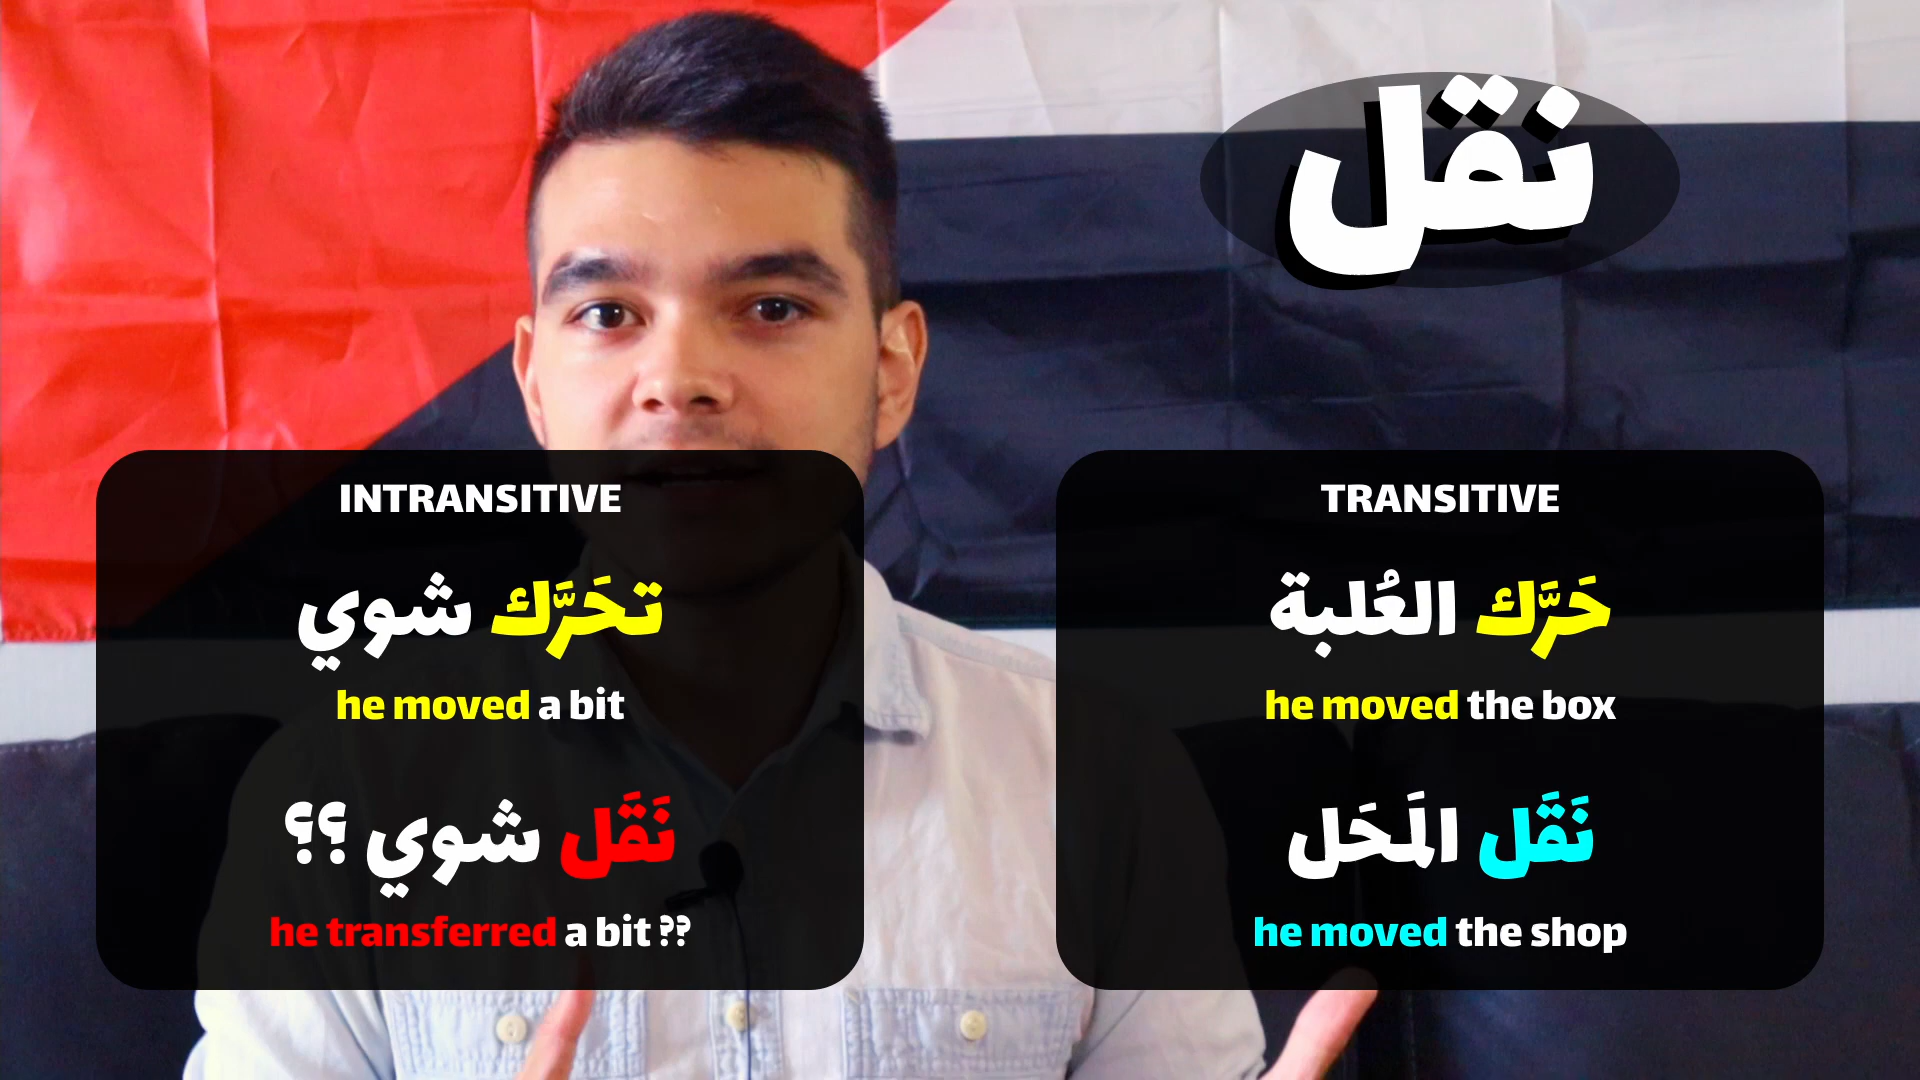 نقل
INTRANSITIVE
تحَرَّك شوي
he moved a bit
نَقَل شوي ؟؟
he transferred a bit ??
TRANSITIVE
حَرَّك العُلبة
he moved the box
نَقَل المَحَل
he moved the shop